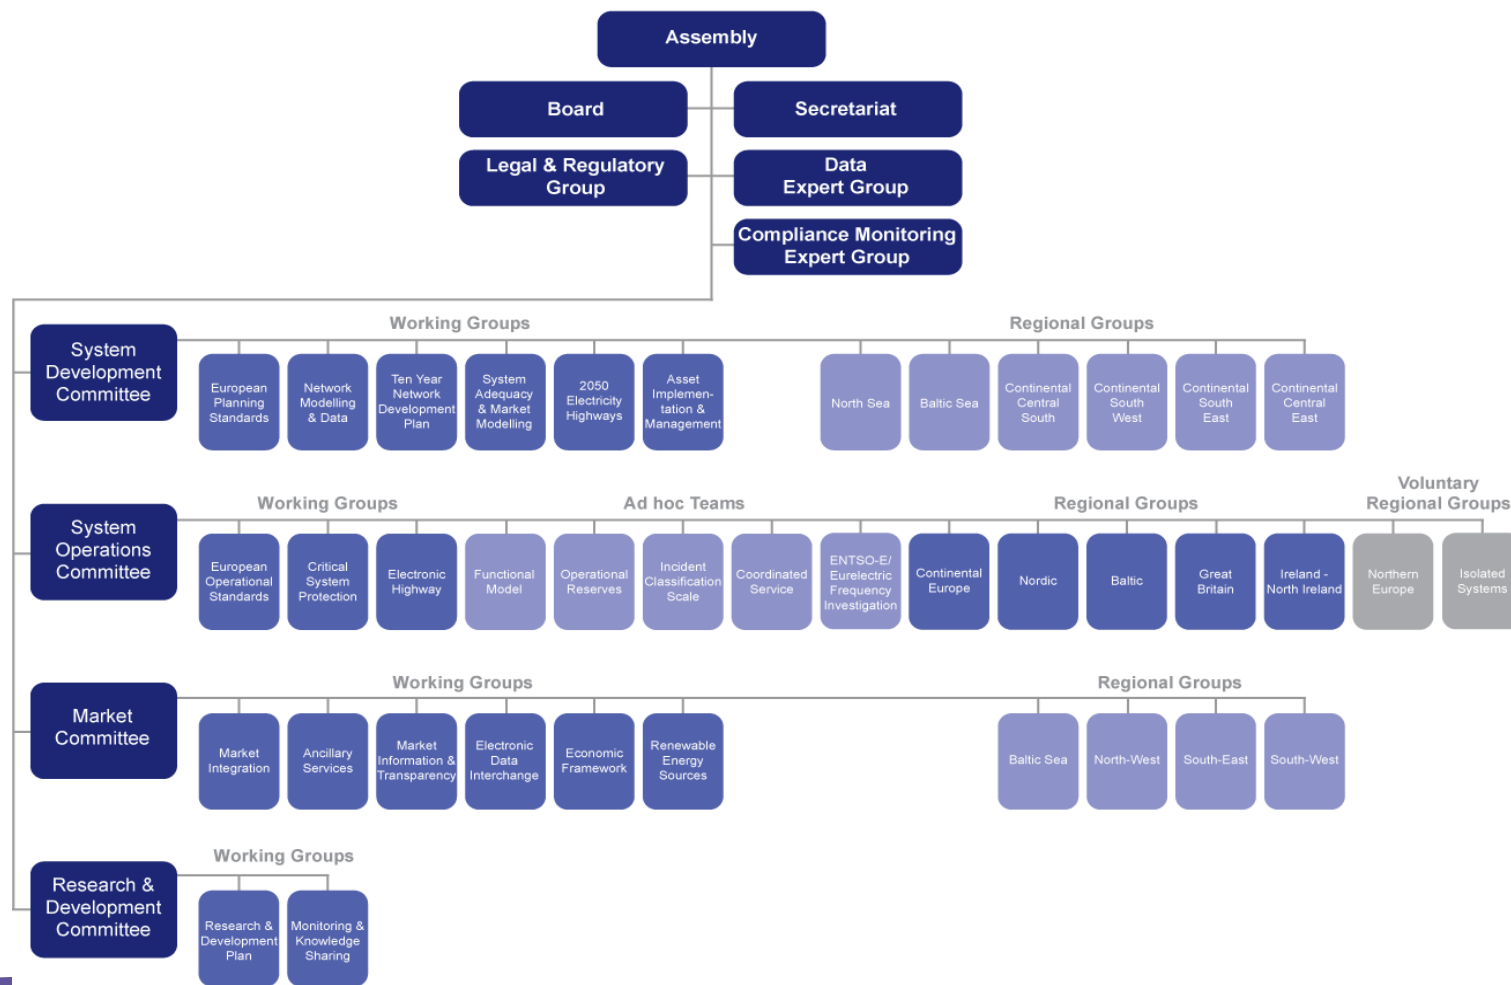 Assembly
Board
Secretariat
Legal & Regulatory
Group
Data
Expert Group
Compliance Monitoring
Expert Group
Working Groups
Regional Groups
System
Development
Committee
European
Planning
Standards
Network
Modelling
& Data
Ten Year
Network
Development
Plan
System
Adequacy
& Market
Modelling
2050
Electricity
Highways
Asset
Implemen-
tation &
Management
North Sea
Baltic Sea
Continental
Central
South
Continental
South
West
Continental
South
East
Continental
Central
East
Working Groups
Ad hoc Teams
Regional Groups
Voluntary
Regional Groups
System
Operations
Committee
European
Operational
Standards
Critical
System
Protection
Electronic
Highway
Functional
Model
Operational
Reserves
Incident
Classification
Scale
Coordinated
Service
ENTSO-E/
Eurelectric
Frequency
Investigation
Continental
Europe
Nordic
Baltic
Great
Britain
Ireland -
North Ireland
Northern
Europe
Isolated
Systems
Working Groups
Regional Groups
Market
Committee
Market
Integration
Ancillary
Services
Market
Information &
Transparency
Electronic
Data
Interchange
Economic
Framework
Renewable
Energy
Sources
Baltic Sea
North-West
South-East
South-West
Working Groups
Research &
Development
Committee
Research &
Development
Plan
Monitoring &
Knowledge
Sharing